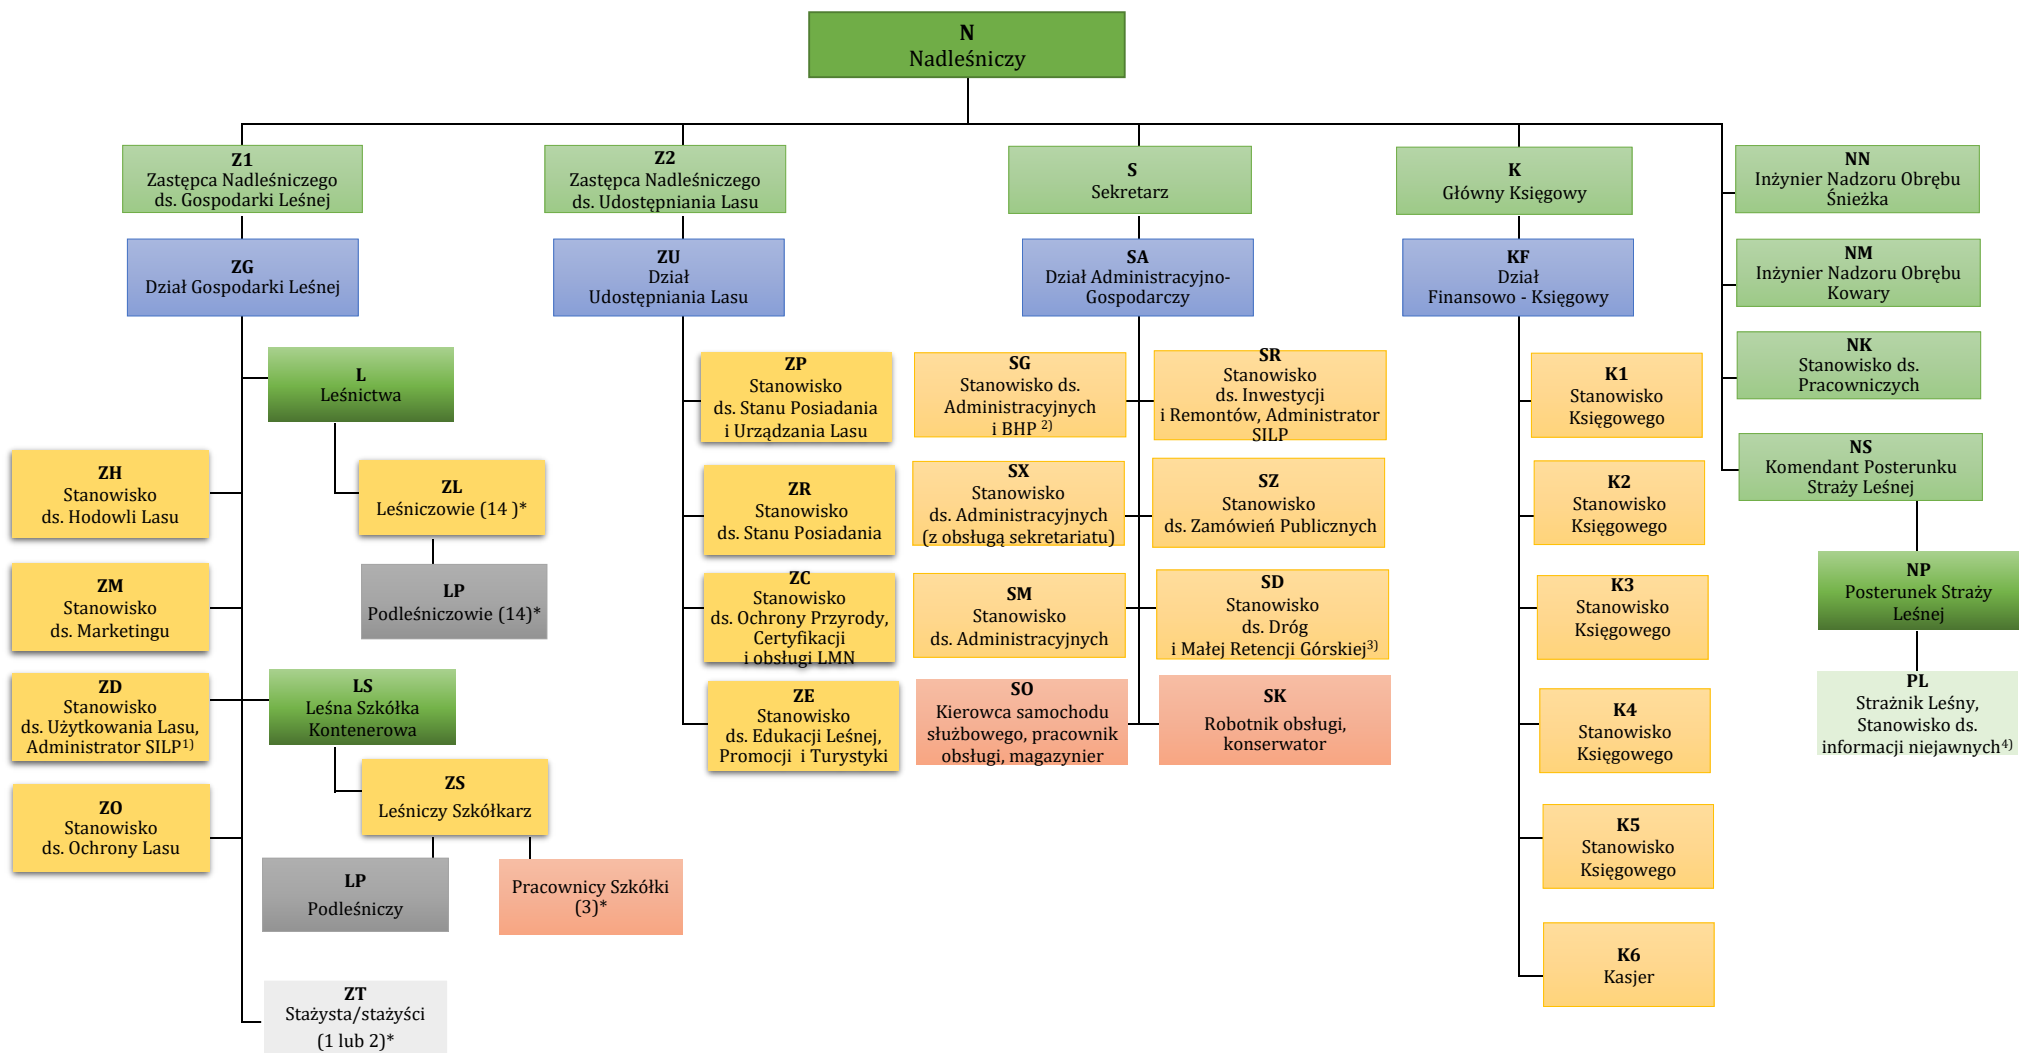 N
Nadleśniczy
Z1
Zastępca Nadleśniczego
ds. Gospodarki Leśnej
Z2
Zastępca Nadleśniczego
ds. Udostępniania Lasu
S
Sekretarz
K
Główny Księgowy
NN
Inżynier Nadzoru Obrębu
Śnieżka
ZG
Dział Gospodarki Leśnej
ZU
Dział
Udostępniania Lasu
SA
Dział Administracyjno-
Gospodarczy
KF
Dział
Finansowo - Księgowy
NM
Inżynier Nadzoru Obrębu
Kowary
NK
Stanowisko ds.
Pracowniczych
NS
Komendant Posterunku
Straży Leśnej
NP
Posterunek Straży
Leśnej
PL
Strażnik Leśny,
Stanowisko ds.
informacji niejawnych4)
L
Leśnictwa
ZL
Leśniczowie (14 )*
LP
Podleśniczowie (14)*
ZH
Stanowisko
ds. Hodowli Lasu
ZM
Stanowisko
ds. Marketingu
ZD
Stanowisko
ds. Użytkowania Lasu,
Administrator SILP1)
ZO
Stanowisko
ds. Ochrony Lasu
LS
Leśna Szkółka
Kontenerowa
ZS
Leśniczy Szkółkarz
LP
Podleśniczy
Pracownicy Szkółki
(3)*
ZT
Stażysta/stażyści
(1 lub 2)*
ZP
Stanowisko
ds. Stanu Posiadania
i Urządzania Lasu
ZR
Stanowisko
ds. Stanu Posiadania
ZC
Stanowisko
ds. Ochrony Przyrody,
Certyfikacji
i obsługi LMN
ZE
Stanowisko
ds. Edukacji Leśnej,
Promocji i Turystyki
SG
Stanowisko ds.
Administracyjnych
i BHP 2)
SR
Stanowisko
ds. Inwestycji
i Remontów, Administrator
SILP
SX
Stanowisko
ds. Administracyjnych
(z obsługą sekretariatu)
SZ
Stanowisko
ds. Zamówień Publicznych
SM
Stanowisko
ds. Administracyjnych
SD
Stanowisko
ds. Dróg
i Małej Retencji Górskiej3)
SO
Kierowca samochodu
służbowego, pracownik
obsługi, magazynier
SK
Robotnik obsługi,
konserwator
K1
Stanowisko
Księgowego
K2
Stanowisko
Księgowego
K3
Stanowisko
Księgowego
K4
Stanowisko
Księgowego
K5
Stanowisko
Księgowego
K6
Kasjer